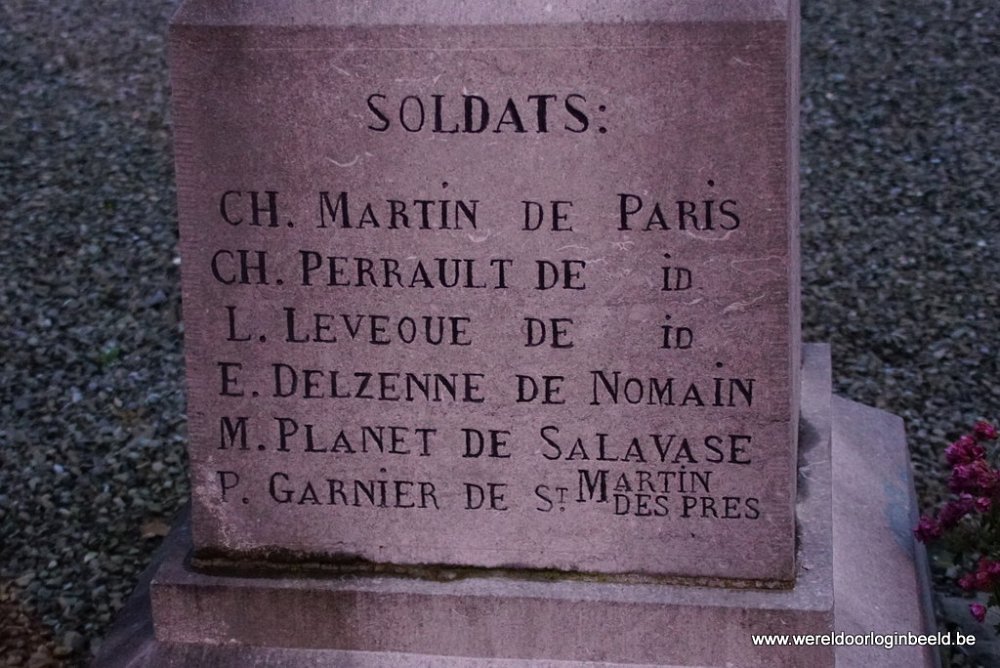 SOLDATS:
CH. MARTIN DE PARIS
CH. PERRAULT DE ID
L. LEVEQUE DE ID
E. DELZENNE DE NOMAIN
M. PLANET DE SALAVASE
P. GARNIER DE ST. MARTIN DES PRES
www.wereldoorloginbeeld.be